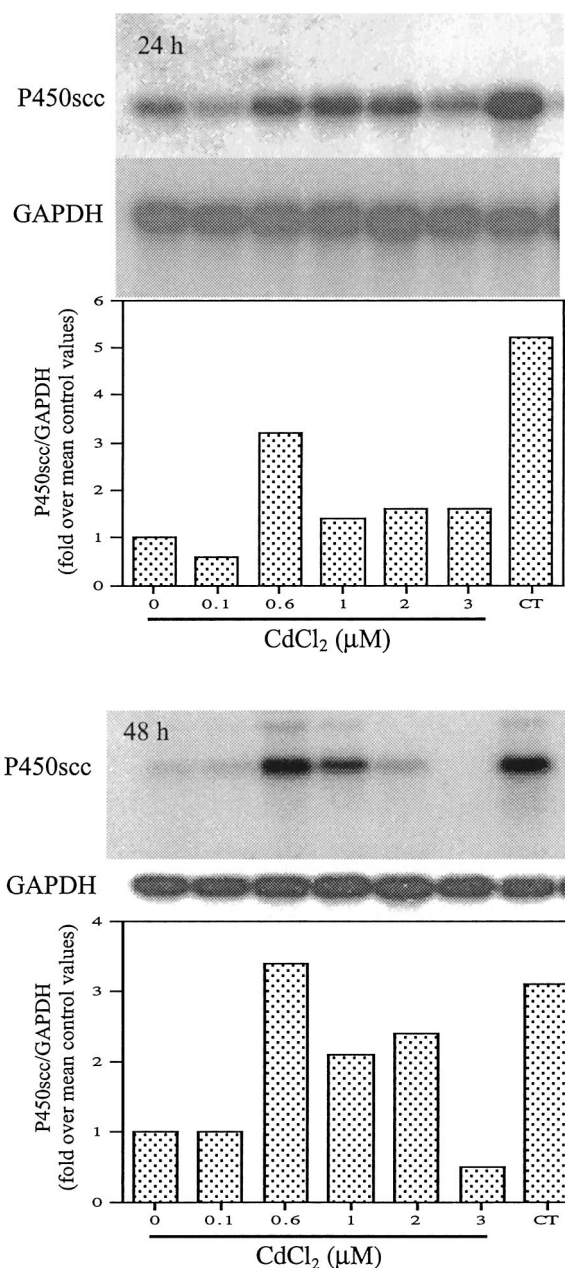 24 h
P450scc
GAPDH
P450scc/GAPDH
(fold over mean control values)
6
5
4
3
2
1
0
0 0.1 0.6 1 2 3 CT
CdCl₂ (µM)
48 h
P450scc
GAPDH
P450scc/GAPDH
(fold over mean control values)
4
3
2
1
0
0 0.1 0.6 1 2 3 CT
CdCl₂ (µM)